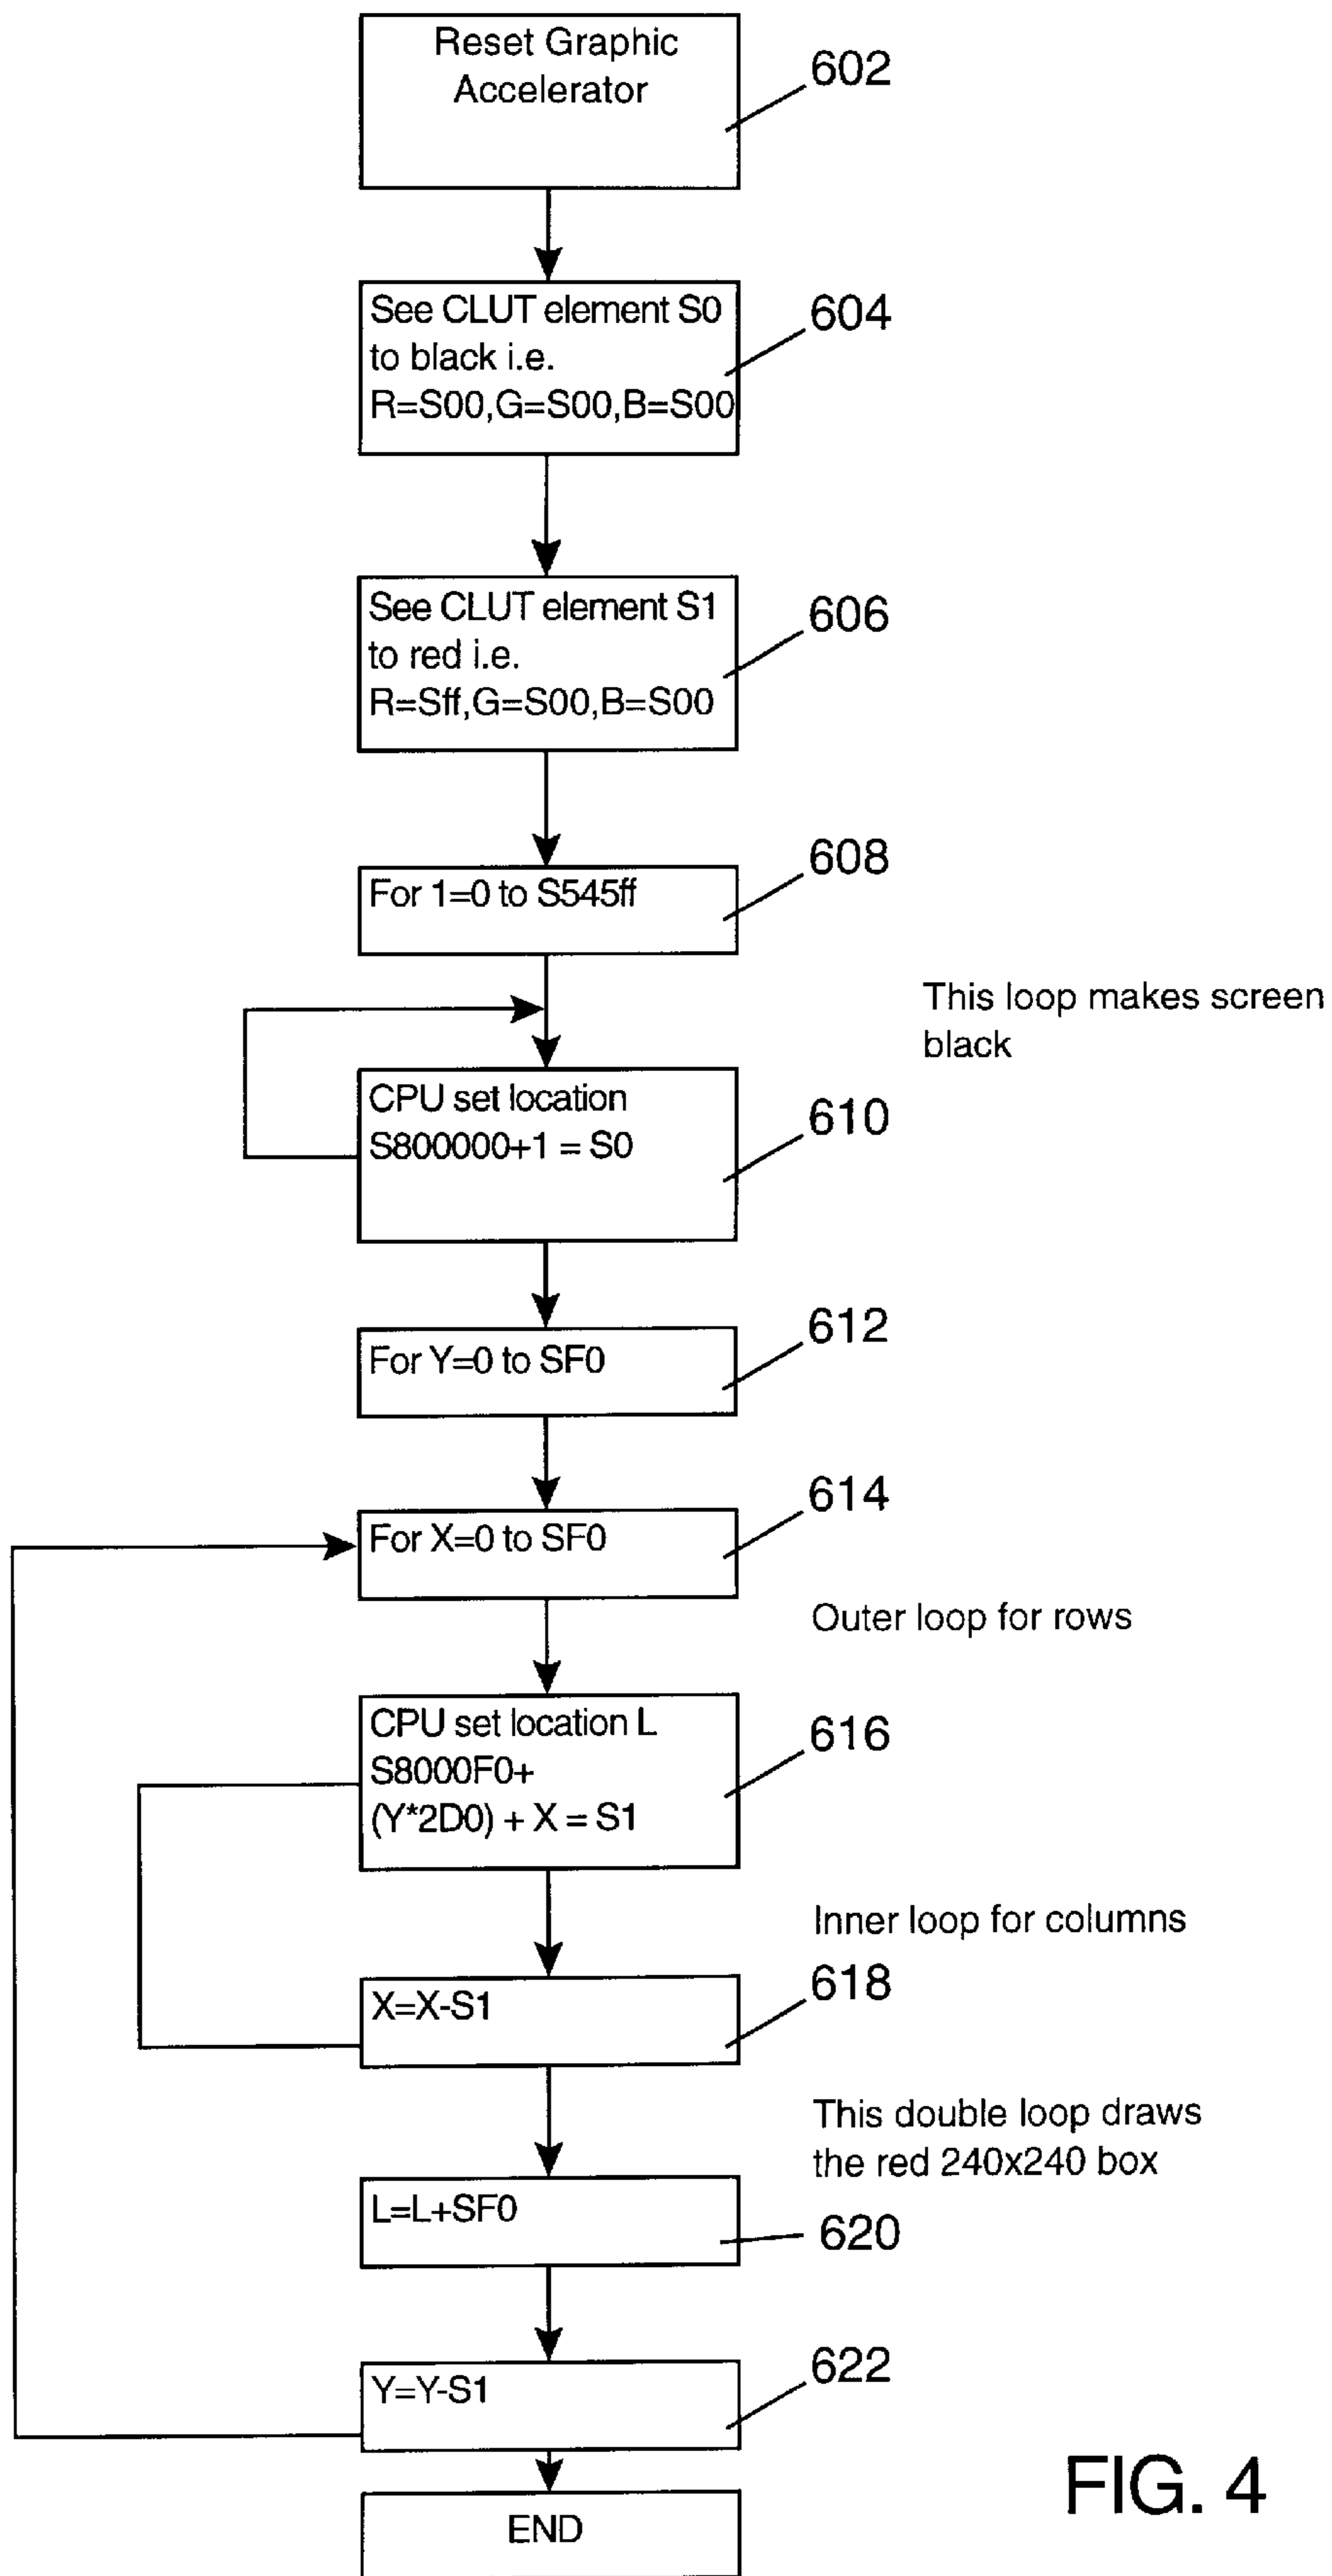 Reset Graphic
Accelerator
602
See CLUT element S0
to black i.e.
R=S00,G=S00,B=S00
604
See CLUT element S1
to red i.e.
R=Sff,G=S00,B=S00
606
For 1=0 to S545ff
608
This loop makes screen
black
CPU set location
S800000+1 = S0
610
For Y=0 to SF0
612
For X=0 to SF0
614
Outer loop for rows
CPU set location L
S8000F0+
(Y*2D0) + X = S1
616
Inner loop for columns
X=X-S1
618
This double loop draws
the red 240x240 box
L=L+SF0
620
Y=Y-S1
622
END
FIG. 4